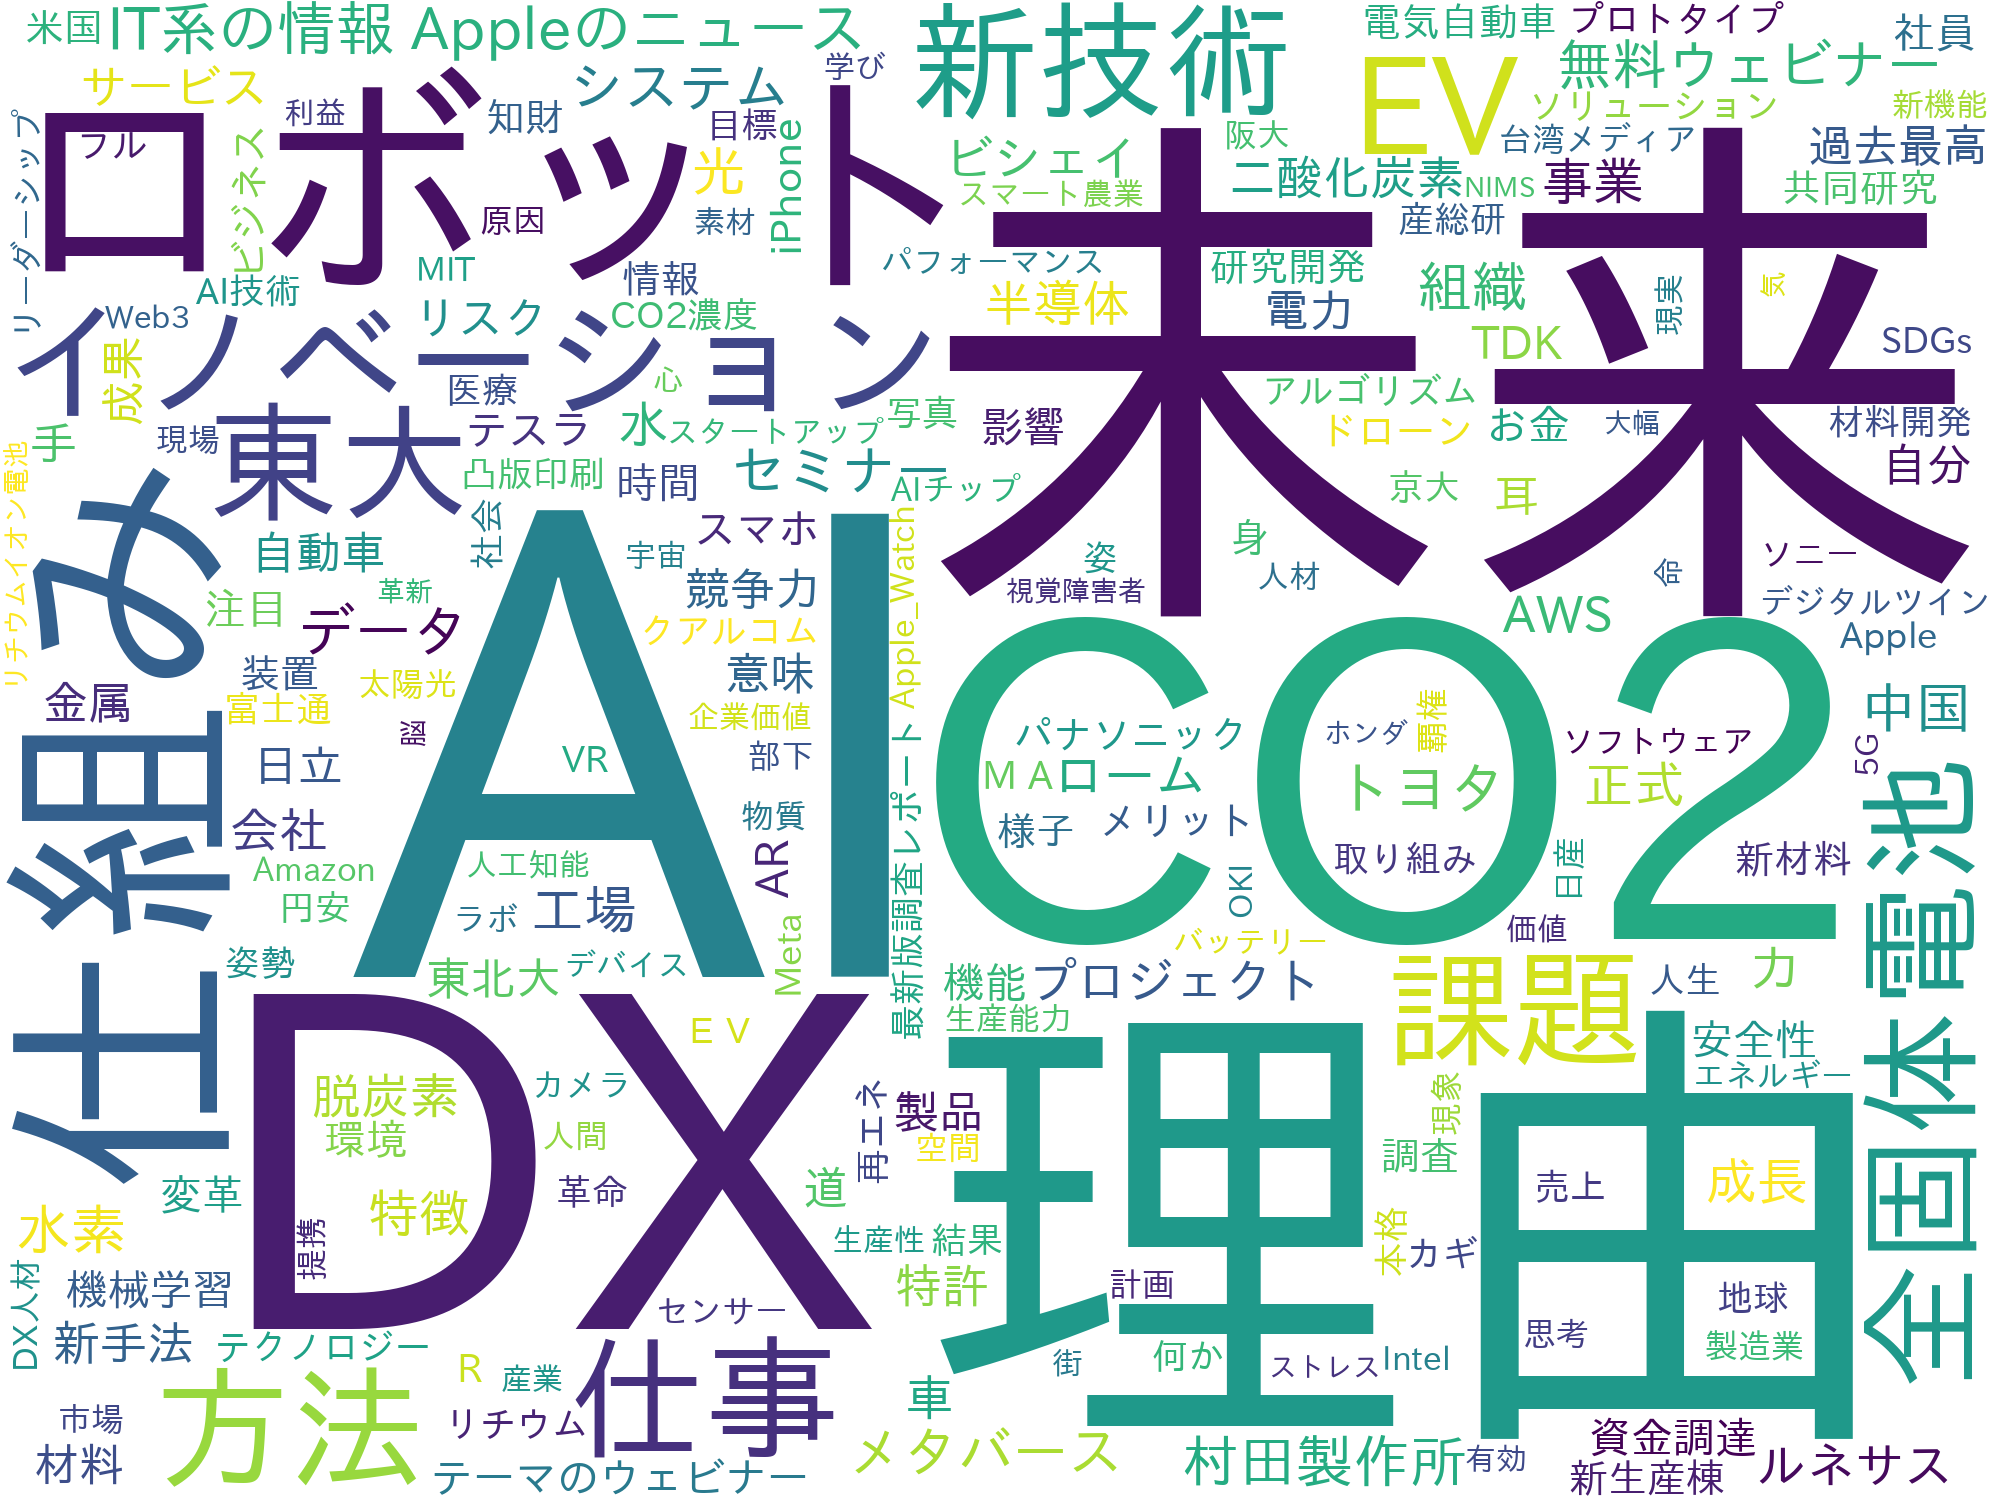 米国 IT系の情報 Appleのニュース
新技術
電気自動車 プロトタイプ
社員
サービス
システム
学び
EV
無料ウェビナー
リーダーシップ
ロボット
フル
利益
知財
目標
ソリューション
新機能
ビジネス
光
iPhone
ビシェイ
阪大
台湾メディア
過去最高
原因
素材
スマート農業
二酸化炭素
NIMS
事業
共同研究
産総研
MIT
AI技術
情報
パフォーマンス
研究開発
組織
未来
現実
気
Web3
リスク
CO2濃度
半導体
電力
TDK
SDGs
イノベーション
成果
医療
心
アルゴリズム
手
現場
東大
テスラ
水
スタートアップ
写真
影響
ドローン
お金
大幅
材料開発
リチウムイオン電池
凸版印刷
時間
セミナー
AIチップ
京大
耳
自分
社会
スマホ
Apple_Watch
自動車
宇宙
身
姿
人材
視覚障害者
命
ソニー
革新
競争力
注目
データ
クアルコム
AWS
デジタルツイン
Apple
仕組み
AI
CO2
装置
太陽光
意味
金属
富士通
企業価値
脳
中国
パナソニック
ホンダ
覇権
ソフトウェア
5G
日立
VR
部下
最新版調査レポート
ＭＡ
ローム
トヨタ
正式
全固体電池
会社
物質
様子
メリット
Amazon
人工知能
AR
取り組み
日産
新材料
円安
ラボ
工場
Meta
OKI
価値
姿勢
東北大
デバイス
バッテリー
機能
プロジェクト
課題
人生
力
生産能力
DX
ＥＶ
理由
安全性
エネルギー
脱炭素
カメラ
再エネ
製品
現象
環境
人間
空間
調査
変革
特徴
革命
道
売上
成長
水素
提携
生産性
結果
本格
カギ
DX人材
機械学習
特許
計画
地球
センサー
思考
新手法
テクノロジー
何か
製造業
街
ストレス
Intel
方法
R
産業
仕事
車
市場
リチウム
材料
テーマのウェビナー
メタバース
村田製作所
有効
資金調達
新生産棟
ルネサス